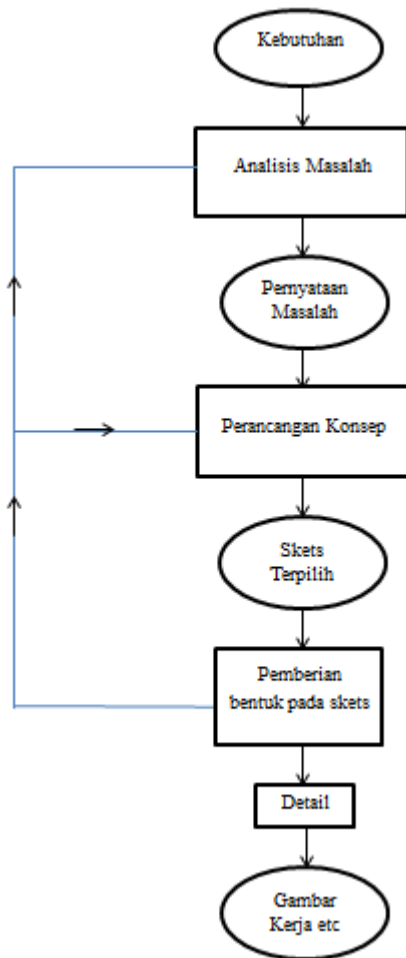 Kebutuhan
Analisis Masalah
Pernyataan
Masalah
Perancangan Konsep
Skets
Terpilih
Pemberian
bentuk pada skets
Detail
Gambar
Kerja etc